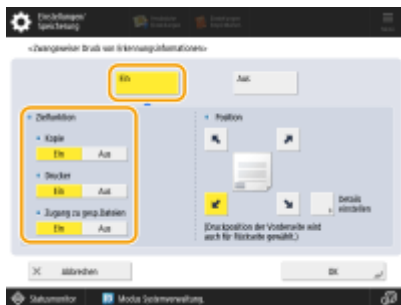 Einstellungen/
Speicherung
<Zwangsweiser Druck von Erkennungsinformationen>
Ein
Aus
Zielfunktion
Kopie
Ein
Aus
Drucker
Ein
Aus
Zugang zu gesp.Dateien
Ein
Aus
Position
Details
einstellen
(Druckposition der Vorderseite wird
auch für Rückseite gewählt.)
Abbrechen
OK
Statusmonitor
Modus Systemverwaltung.